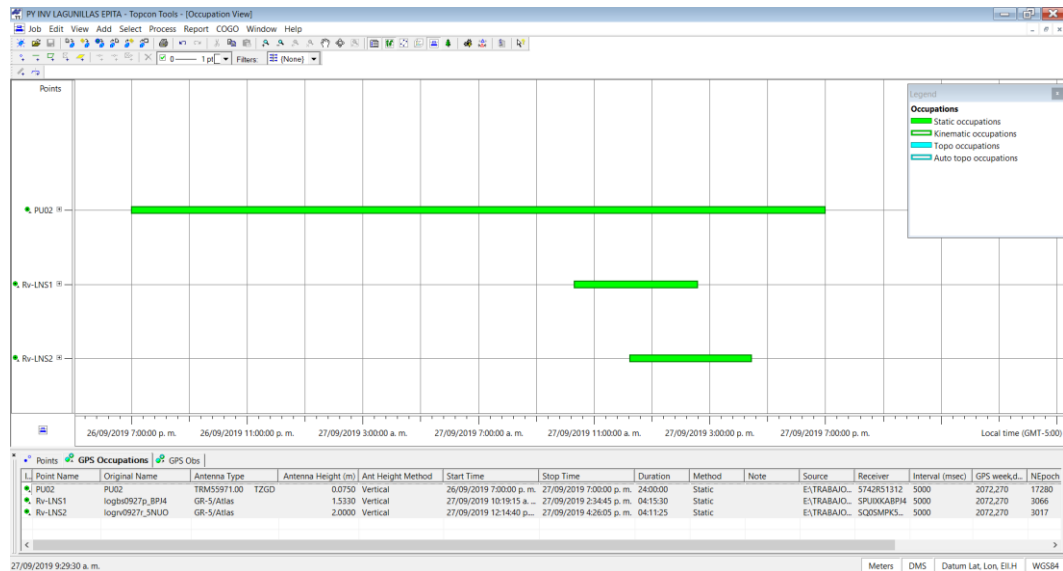 PY INV LAGUNILLAS EPITA - Topcon Tools - [Occupation View]
Job Edit View Add Select Process Report COGO Window Help
0 1 pt Filters: (None)
Points
Legend
Occupations
Static occupations
Kinematic occupations
Topo occupations
Auto topo occupations
PU02
Rv-LNS1
Rv-LNS2
26/09/2019 7:00:00 p. m. 26/09/2019 11:00:00 p. m. 27/09/2019 3:00:00 a. m. 27/09/2019 7:00:00 a. m. 27/09/2019 11:00:00 a. m. 27/09/2019 3:00:00 p. m. 27/09/2019 7:00:00 p. m. Local time (GMT-5:00)
Points GPS Occupations GPS Obs
I.. Point Name Original Name Antenna Type Antenna Height (m) Ant Height Method Start Time Stop Time Duration Method Note Source Receiver Interval (msec) GPS week,d... NEpoch
PU02 PU02 TRM55971.00 TZGD 0.0750 Vertical 26/09/2019 7:00:00 p. m. 27/09/2019 7:00:00 p. m. 24:00:00 Static E:\TRABAJO... 5742R51312 5000 2072,270 17280
Rv-LNS1 logbs0927p_BPJ4 GR-5/Atlas 1.5330 Vertical 27/09/2019 10:19:15 a. ... 27/09/2019 2:34:45 p. m. 04:15:30 Static E:\TRABAJO... SPUIXKABPJ4 5000 2072,270 3066
Rv-LNS2 logrv0927r_5NUO GR-5/Atlas 2.0000 Vertical 27/09/2019 12:14:40 p... 27/09/2019 4:26:05 p. m. 04:11:25 Static E:\TRABAJO... SQ0SMPK5... 5000 2072,270 3017
27/09/2019 9:29:30 a. m. Meters DMS Datum Lat, Lon, Ell.H WGS84